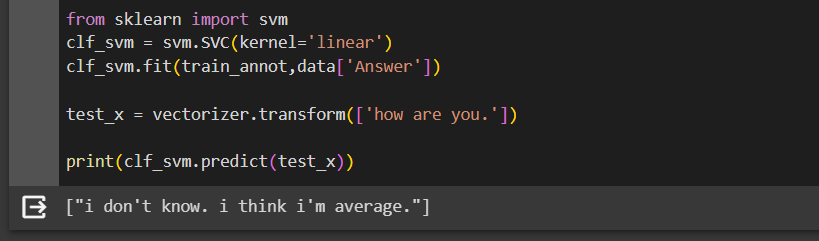 from sklearn import svm
clf_svm = svm.SVC(kernel='linear')
clf_svm.fit(train_annot,data['Answer'])
test_x = vectorizer.transform(['how are you.'])
print(clf_svm.predict(test_x))
["i don't know. i think i'm average."]